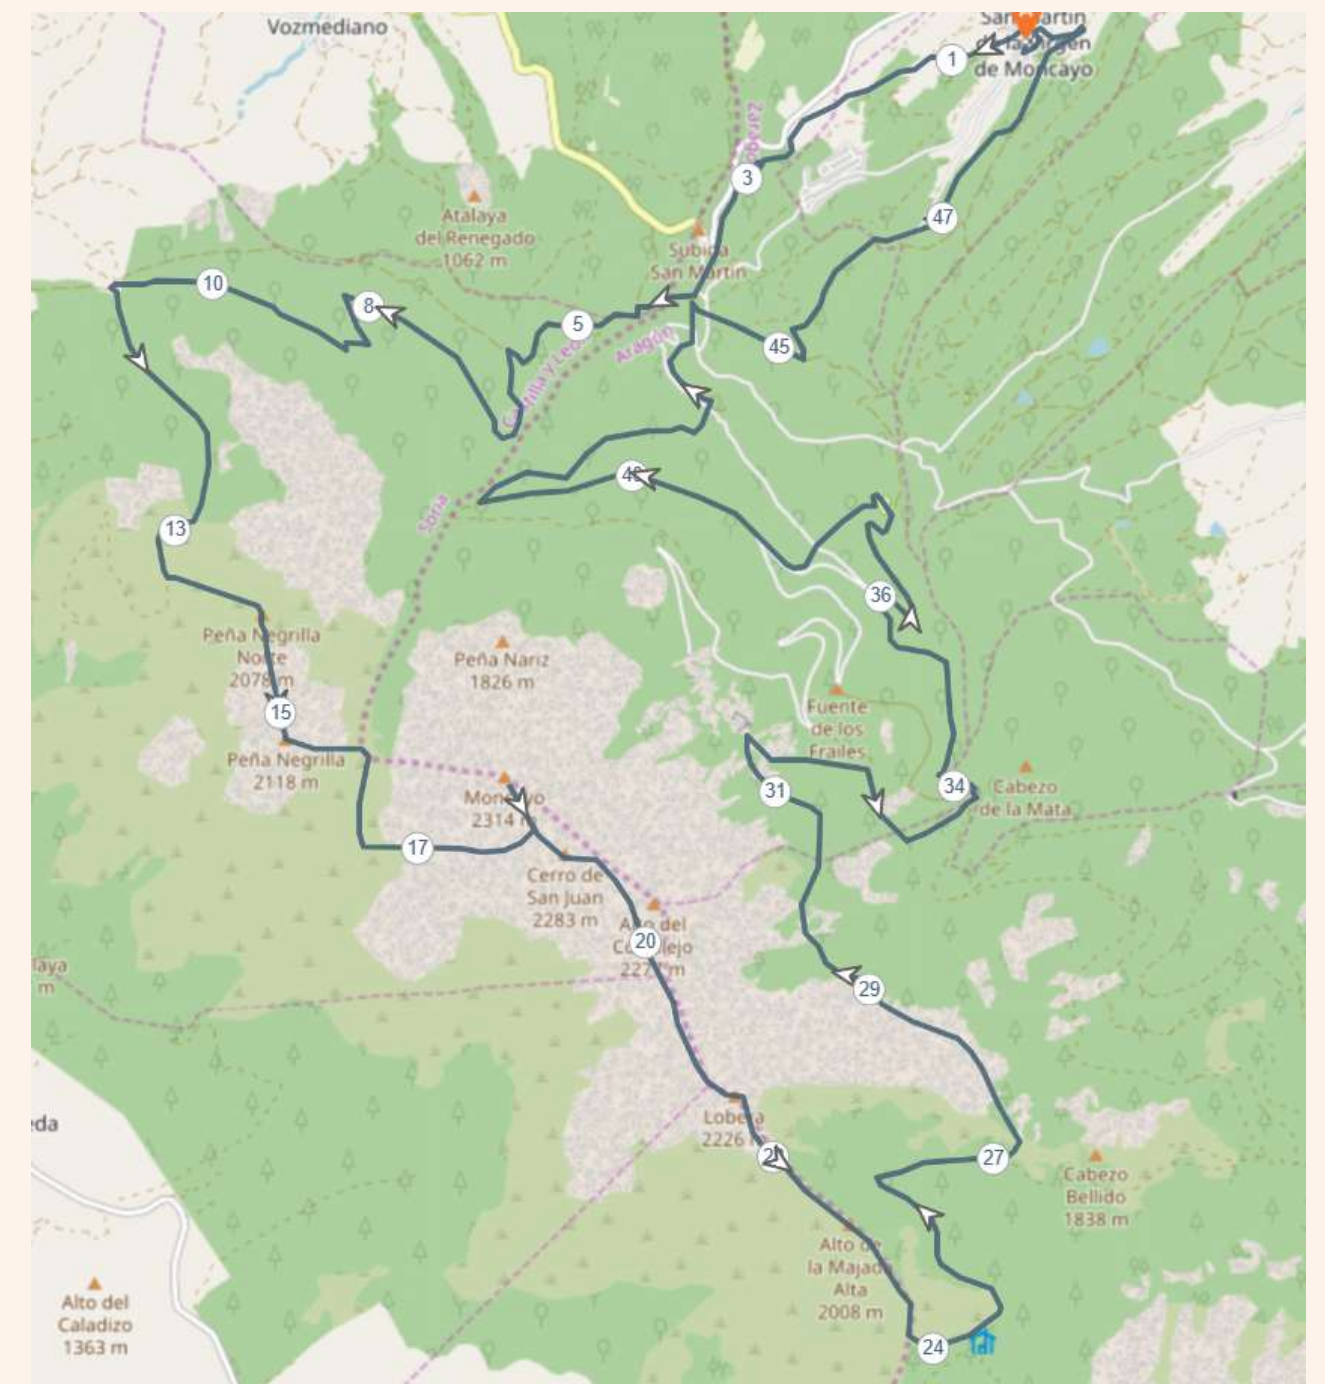 Vozmediano
San Martín
de la Virgen
de Moncayo
1
3
Atalaya
del Renegado
1062 m
47
Subida
San Martín
10
8
5
Aragón
45
Castilla y León
Soria
13
36
Peña Negrilla
Norte
2078 m
Peña Nariz
1826 m
15
Fuente
de los
Frailes
Peña Negrilla
2118 m
31
34
Cabezo
de la Mata
Moncayo
2314 m
17
Cerro de
San Juan
2283 m
Alto del
20
laya
m
29
Lobera
2226 m
eda
27
Cabezo
Bellido
1838 m
Alto de
la Majada
Alta
2008 m
Alto del
Caladizo
1363 m
24